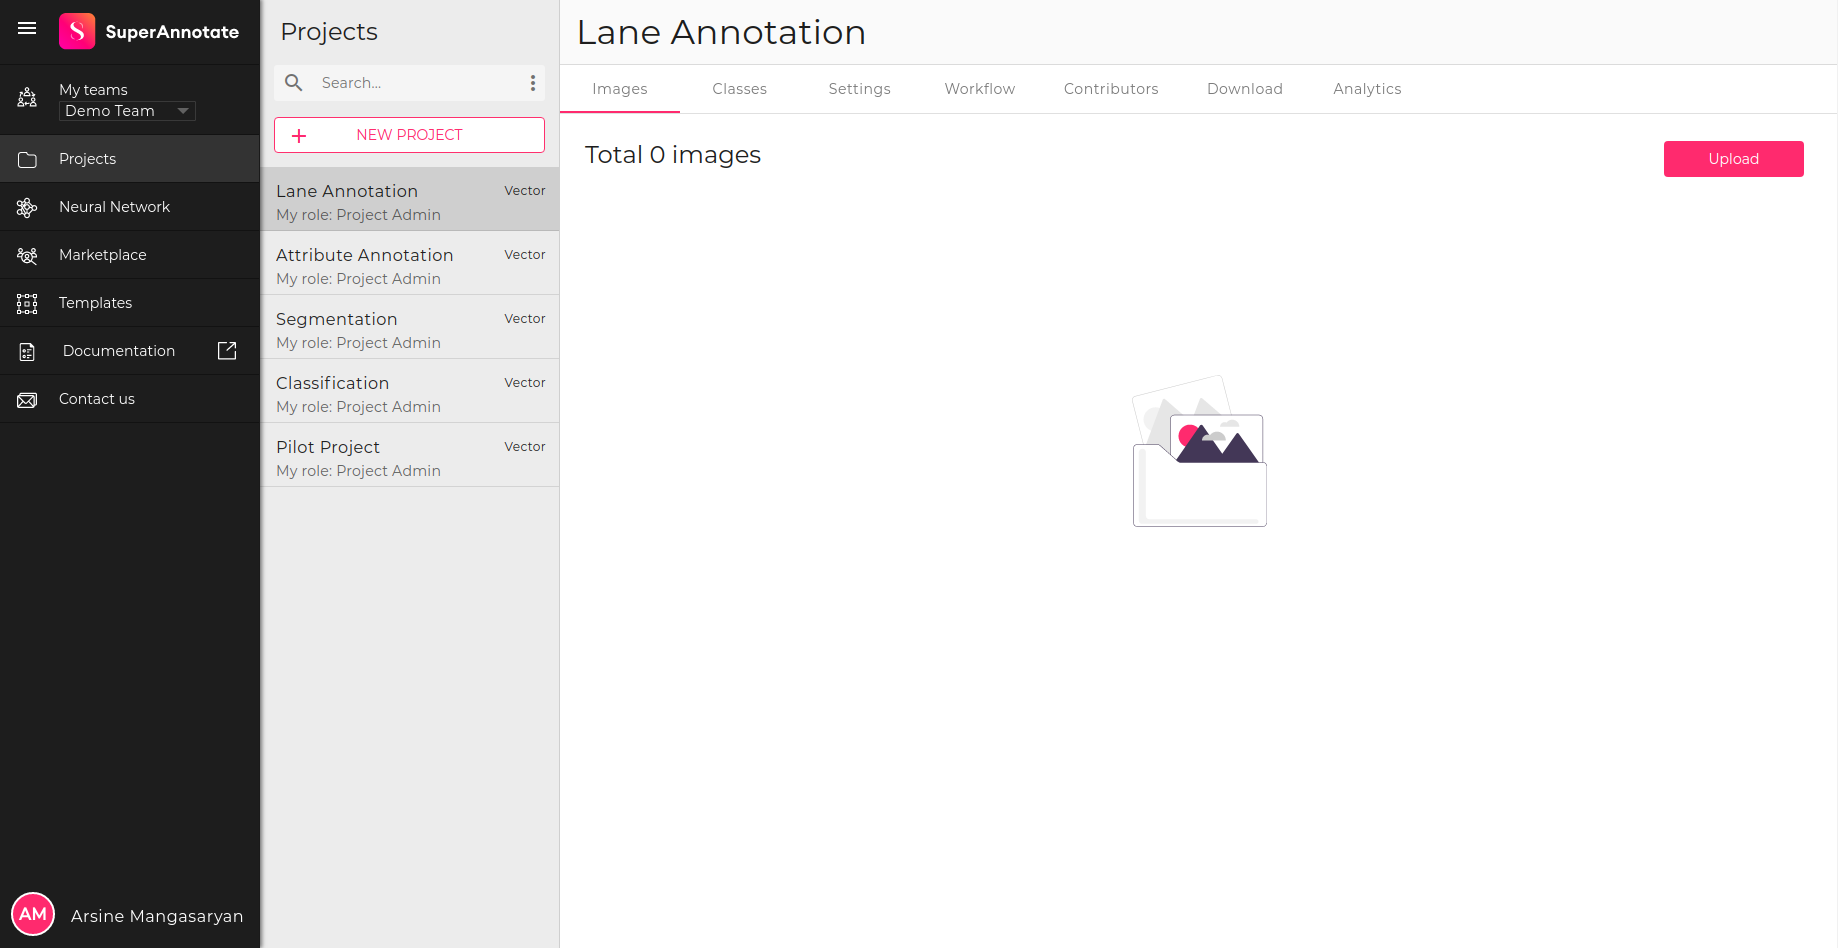 S SuperAnnotate
My teams
Demo Team
Projects
Neural Network
Marketplace
Templates
Documentation
Contact us
AM Arsine Mangasaryan
Projects
Search...
+ NEW PROJECT
Lane Annotation Vector
My role: Project Admin
Attribute Annotation Vector
My role: Project Admin
Segmentation Vector
My role: Project Admin
Classification Vector
My role: Project Admin
Pilot Project Vector
My role: Project Admin
Lane Annotation
Images Classes Settings Workflow Contributors Download Analytics
Total 0 images Upload